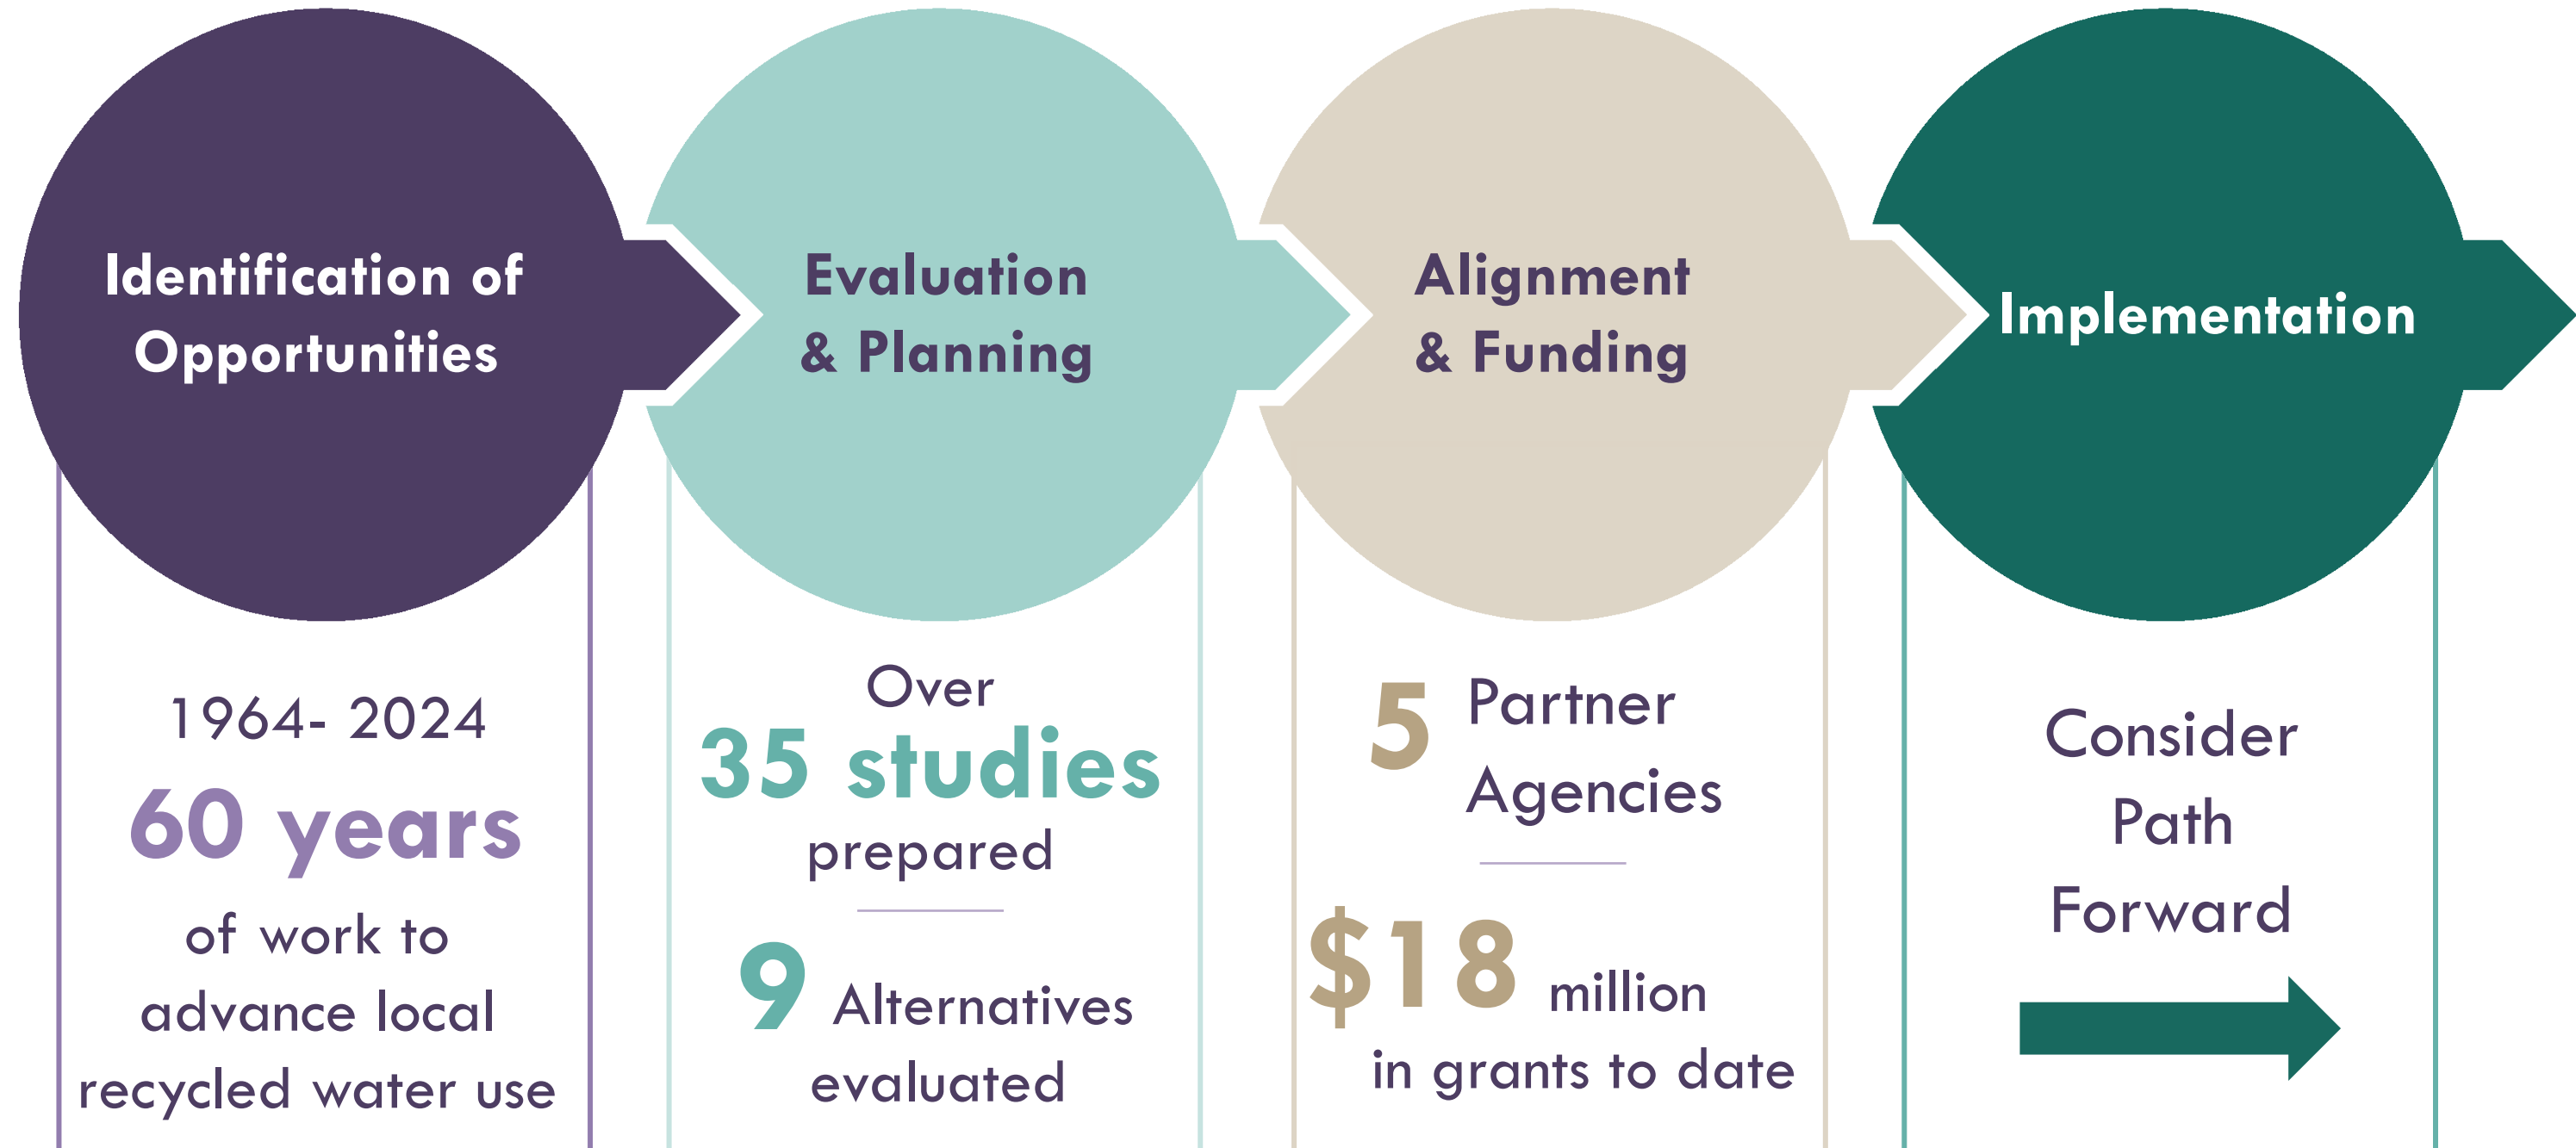 Identification of
Opportunities
1964- 2024
60 years
of work to
advance local
recycled water use
Evaluation
& Planning
Over
35 studies
prepared
9 Alternatives
evaluated
Alignment
& Funding
5 Partner
Agencies
$18 million
in grants to date
Implementation
Consider
Path
Forward